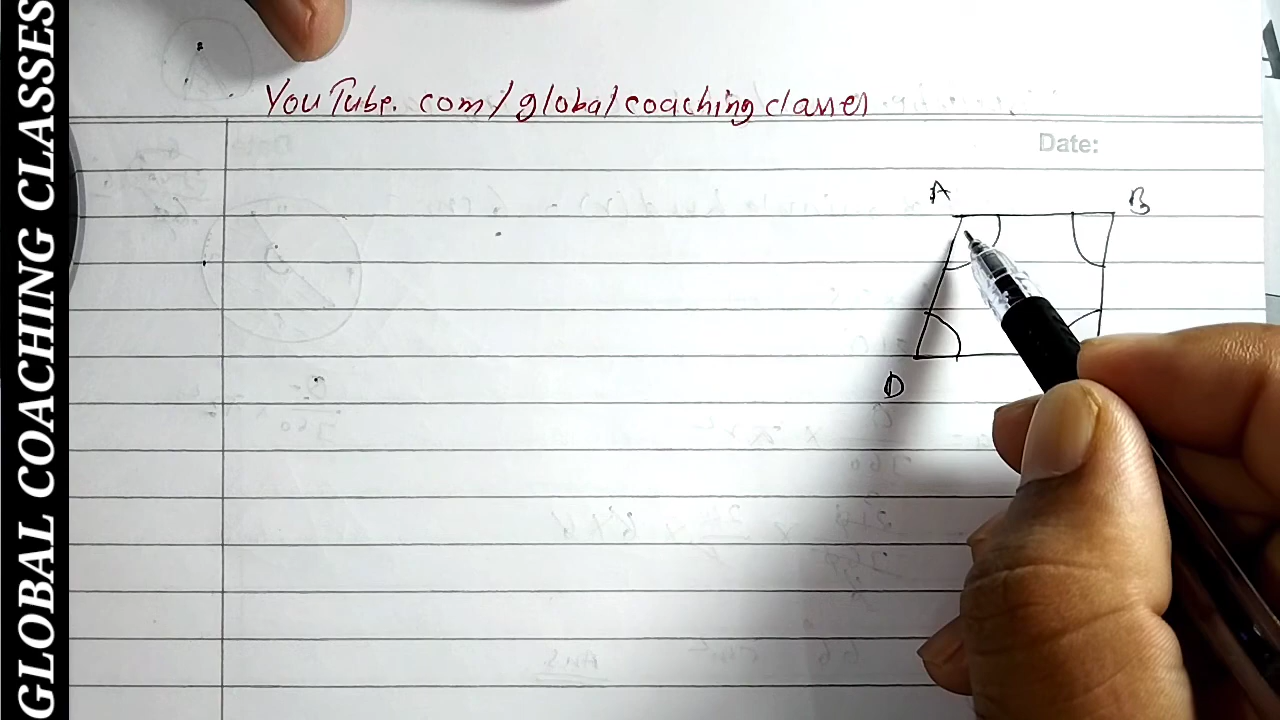 GLOBAL COACHING CLASSES
YouTube.com/globalcoachingclasses
Date:
A
B
D